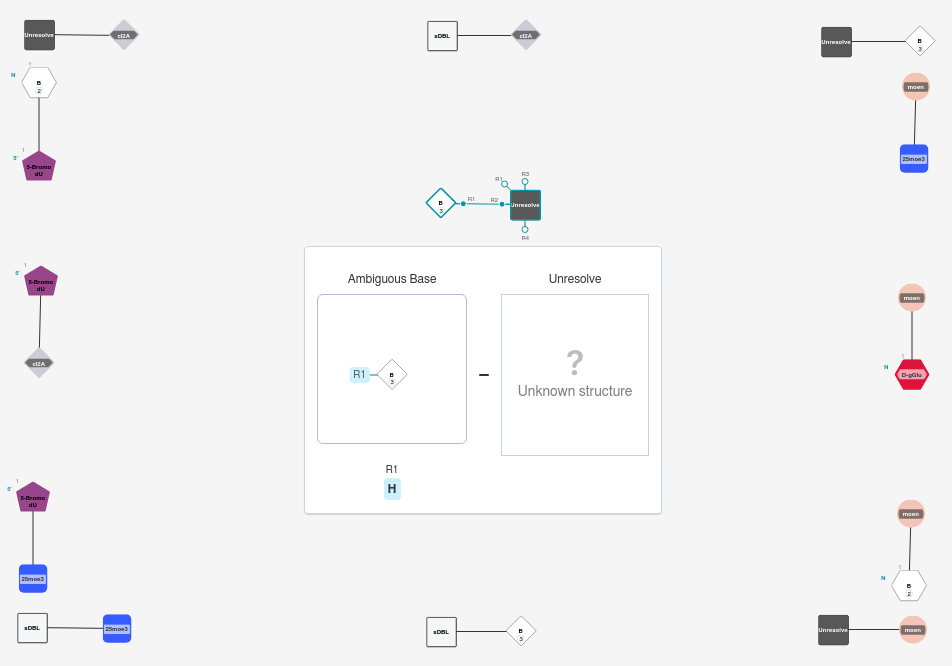 Unresolve
cl2A
sDBL
cl2A
Unresolve
B
3
1
N
B
2
1
5'
5-Bromo
dU
moen
25moe3
B
3
R1
R2
R1
R3
Unresolve
R4
1
5'
5-Bromo
dU
cl2A
Ambiguous Base
Unresolve
R1
B
3
–
?
Unknown structure
R1
H
moen
1
N
D-gGlu
1
5'
5-Bromo
dU
25moe3
moen
1
N
B
2
sDBL
25moe3
sDBL
B
3
Unresolve
moen